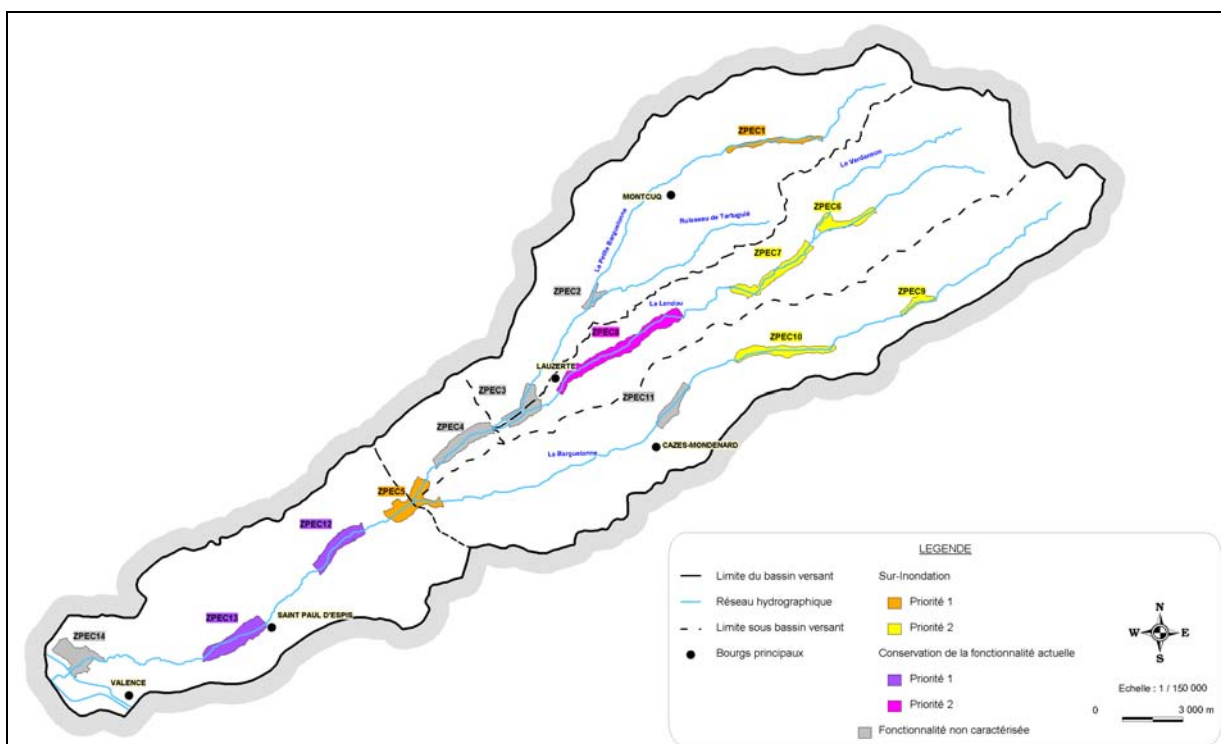 ZPEC1
Le Verdanson
MONTCUQ
ZPEC6
Ruisseau de Tartuguié
La Petite Barguelonne
ZPEC7
ZPEC2
ZPEC9
Le Lendou
ZPEC8
ZPEC10
LAUZERTE
ZPEC3
ZPEC11
ZPEC4
CAZES-MONDENARD
La Barguelonne
ZPEC5
ZPEC12
ZPEC13
SAINT PAUL D'ESPIS
ZPEC14
VALENCE
LEGENDE
Limite du bassin versant
Réseau hydrographique
Limite sous bassin versant
Bourgs principaux
Sur-Inondation
Priorité 1
Priorité 2
Conservation de la fonctionnalité actuelle
Priorité 1
Priorité 2
Fonctionnalité non caractérisée
N
W E
S
Echelle : 1 / 150 000
0 3 000 m